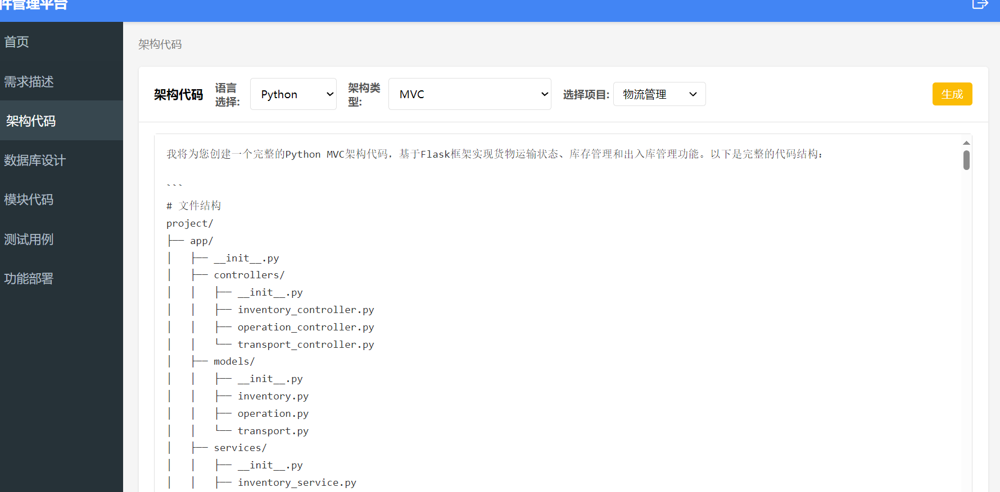 件管理平台
首页
需求描述
架构代码
数据库设计
模块代码
测试用例
功能部署
架构代码
架构代码
语言
选择:
Python
架构类
型:
MVC
选择项目:
物流管理
生成
我将为您创建一个完整的Python MVC架构代码，基于Flask框架实现货物运输状态、库存管理和出入库管理功能。以下是完整的代码结构：
```
# 文件结构
project/
├── app/
│   ├── __init__.py
│   ├── controllers/
│   │   ├── __init__.py
│   │   ├── inventory_controller.py
│   │   ├── operation_controller.py
│   │   └── transport_controller.py
│   ├── models/
│   │   ├── __init__.py
│   │   ├── inventory.py
│   │   ├── operation.py
│   │   └── transport.py
│   ├── services/
│   │   ├── __init__.py
│   │   ├── inventory_service.py